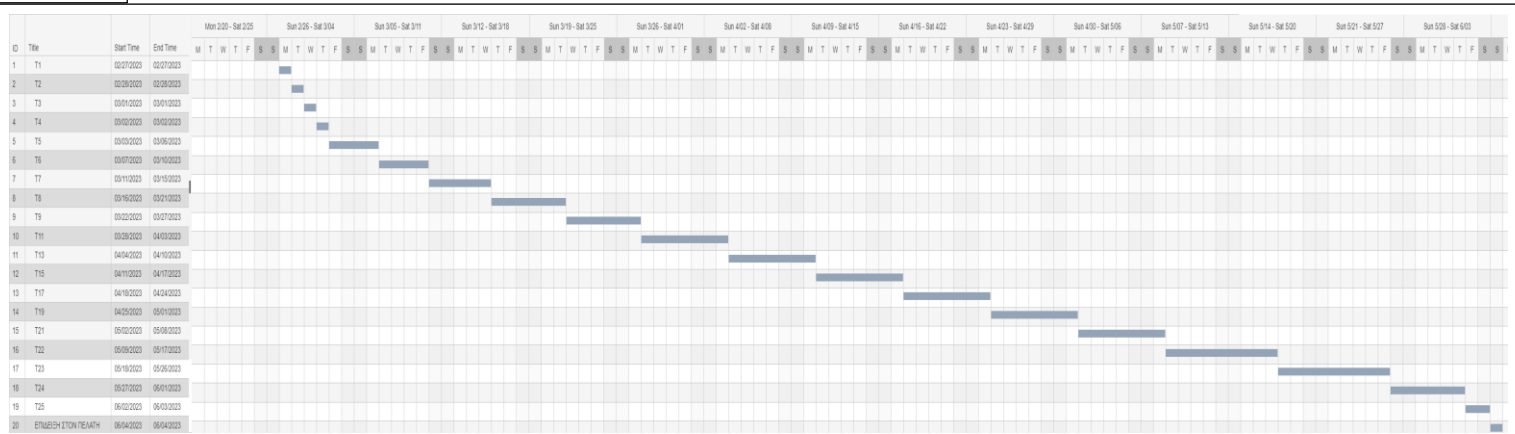 Mon 2/20 - Sat 2/25 Sun 2/26 - Sat 3/04 Sun 3/05 - Sat 3/11 Sun 3/12 - Sat 3/18 Sun 3/19 - Sat 3/25 Sun 3/26 - Sat 4/01 Sun 4/02 - Sat 4/08 Sun 4/09 - Sat 4/15 Sun 4/16 - Sat 4/22 Sun 4/23 - Sat 4/29 Sun 4/30 - Sat 5/06 Sun 5/07 - Sat 5/13 Sun 5/14 - Sat 5/20 Sun 5/21 - Sat 5/27 Sun 5/28 - Sat 6/03
ID Title Start Time End Time M T W T F S S M T W T F S S M T W T F S S M T W T F S S M T W T F S S M T W T F S S M T W T F S S M T W T F S S M T W T F S S M T W T F S S M T W T F S S M T W T F S S M T W T F S S M T W T F S S M T W T F S S
1 T1 02/27/2023 02/27/2023
2 T2 02/28/2023 02/28/2023
3 T3 03/01/2023 03/01/2023
4 T4 03/02/2023 03/02/2023
5 T5 03/03/2023 03/06/2023
6 T6 03/07/2023 03/10/2023
7 T7 03/11/2023 03/15/2023
8 T8 03/16/2023 03/21/2023
9 T9 03/22/2023 03/27/2023
10 T11 03/28/2023 04/03/2023
11 T13 04/04/2023 04/10/2023
12 T15 04/11/2023 04/17/2023
13 T17 04/18/2023 04/24/2023
14 T19 04/25/2023 05/01/2023
15 T21 05/02/2023 05/08/2023
16 T22 05/09/2023 05/17/2023
17 T23 05/18/2023 05/26/2023
18 T24 05/27/2023 06/01/2023
19 T25 06/02/2023 06/03/2023
20 ΕΠΙΔΕΙΞΗ ΣΤΟΝ ΠΕΛΑΤΗ 06/04/2023 06/04/2023